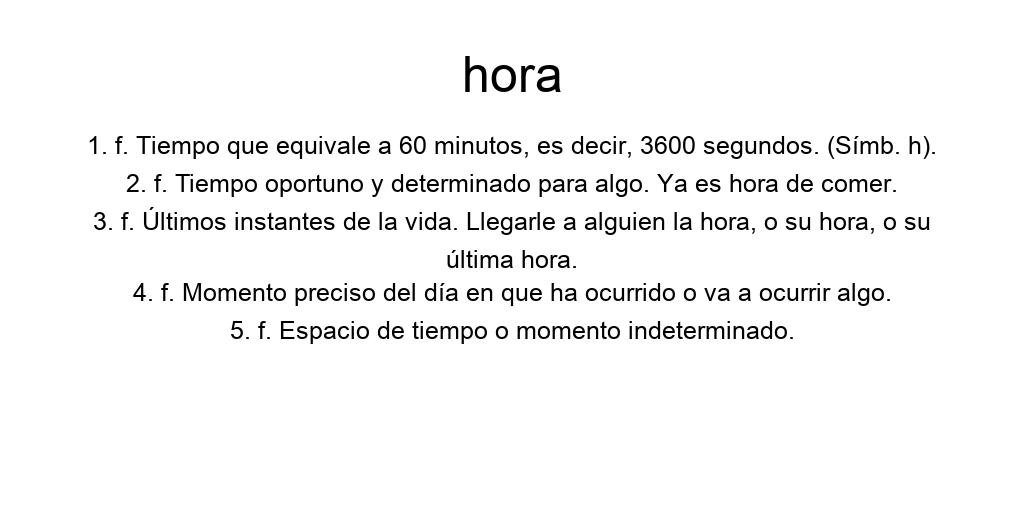 hora
1. f. Tiempo que equivale a 60 minutos, es decir, 3600 segundos. (Símb. h).
2. f. Tiempo oportuno y determinado para algo. Ya es hora de comer.
3. f. Últimos instantes de la vida. Llegarle a alguien la hora, o su hora, o su
última hora.
4. f. Momento preciso del día en que ha ocurrido o va a ocurrir algo.
5. f. Espacio de tiempo o momento indeterminado.